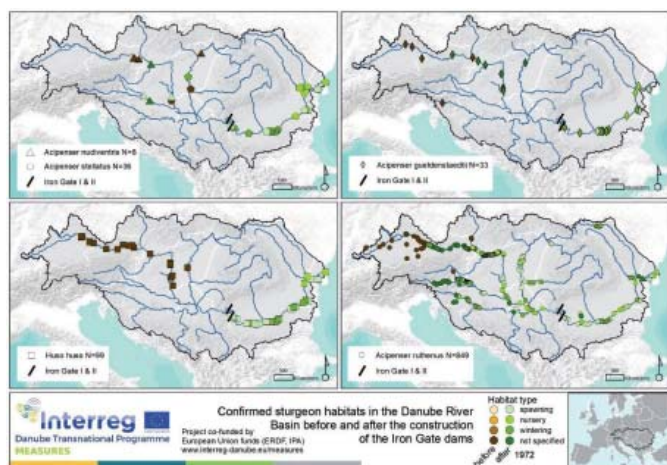 Acipenser nudiventris N=8
Acipenser stellatus N=36
Iron Gate I & II
Acipenser gueldenstaedtii N=33
Iron Gate I & II
Huso huso N=99
Iron Gate I & II
Acipenser ruthenus N=649
Iron Gate I & II
Interreg
Danube Transnational Programme
MEASURES
Project co-funded by
European Union funds (ERDF, IPA)
www.interreg-danube.eu/measures
Confirmed sturgeon habitats in the Danube River
Basin before and after the construction
of the Iron Gate dams
Habitat type
spawning
nursery
wintering
not specified
before
after
1972